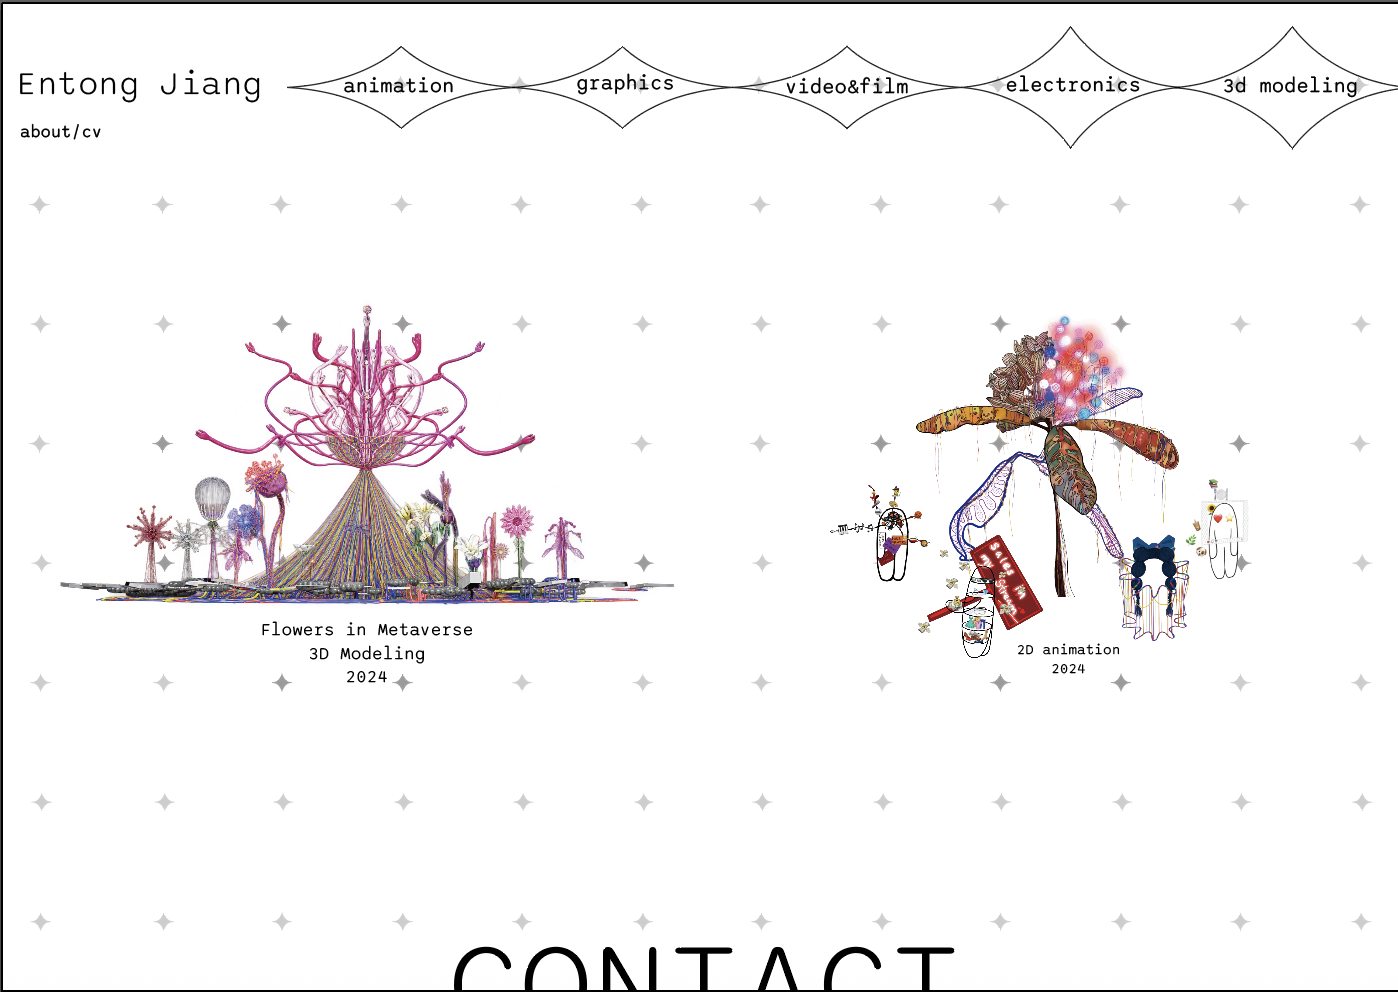 Entong Jiang
animation
graphics
video&film
electronics
3d modeling
about/cv
Flowers in Metaverse
3D Modeling
2024
2D animation
2024
CONTACT